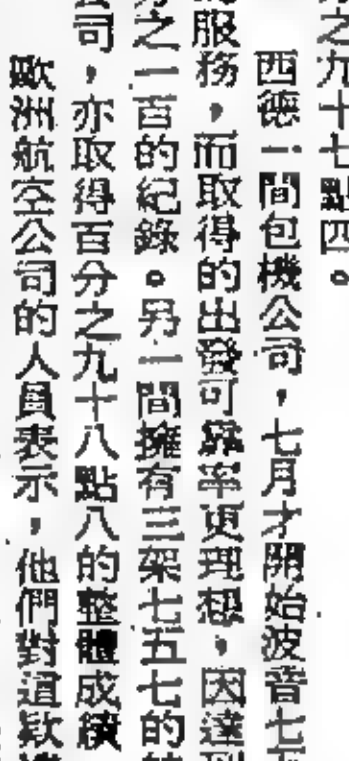 之九十七點四。
西德一間包機公司，七月才開始波音七
服務，而取得的出發可靠率更理想，因達
之一百的紀錄。另一間擁有三架七五七的
司，亦取得百分之九十八點八的整體成績
歐洲航空公司的人員表示，他們對這款